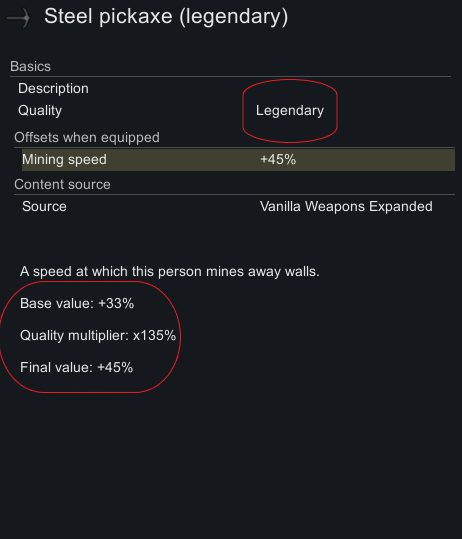 Steel pickaxe (legendary)
Basics
Description
Quality Legendary
Offsets when equipped
Mining speed +45%
Content source
Source Vanilla Weapons Expanded
A speed at which this person mines away walls.
Base value: +33%
Quality multiplier: x135%
Final value: +45%